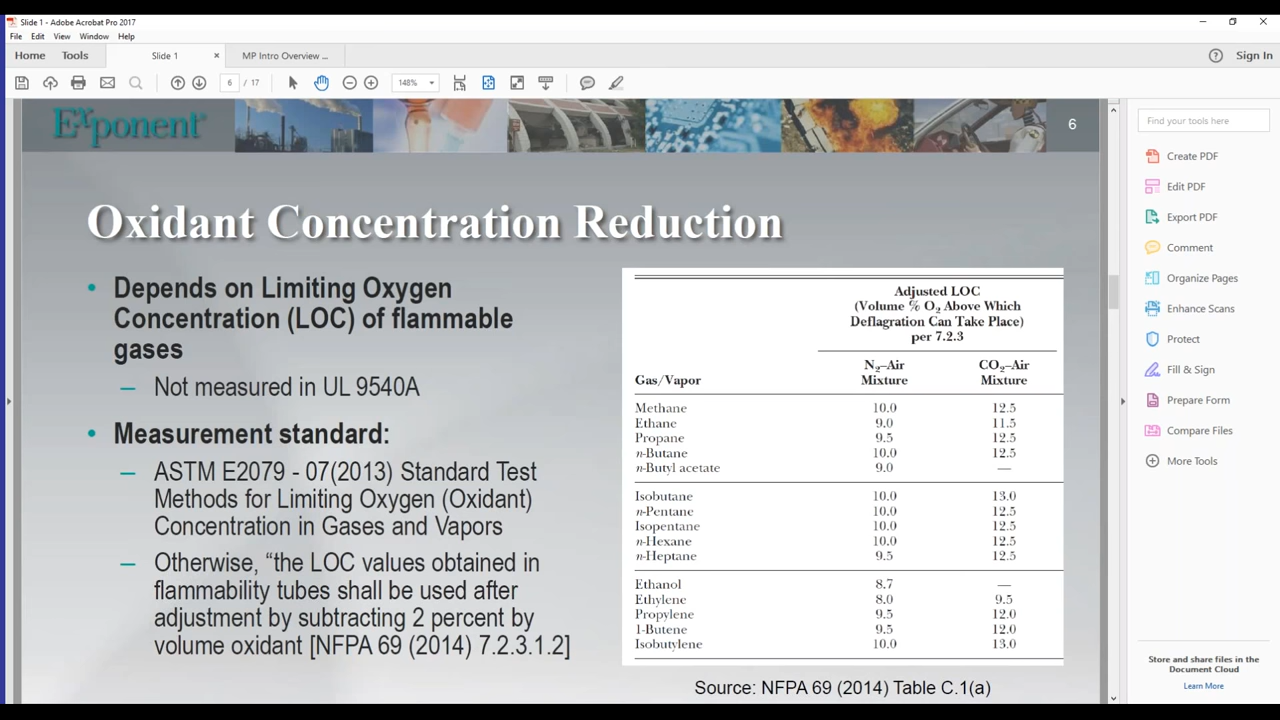 Slide 1 - Adobe Acrobat Pro 2017
File Edit View Window Help
Home Tools Slide 1 × MP Intro Overview ... Sign In
6 / 17 148%
Exponent® 6
Oxidant Concentration Reduction
• Depends on Limiting Oxygen
Concentration (LOC) of flammable
gases
– Not measured in UL 9540A
• Measurement standard:
– ASTM E2079 - 07(2013) Standard Test
Methods for Limiting Oxygen (Oxidant)
Concentration in Gases and Vapors
– Otherwise, “the LOC values obtained in
flammability tubes shall be used after
adjustment by subtracting 2 percent by
volume oxidant [NFPA 69 (2014) 7.2.3.1.2]
Adjusted LOC
(Volume % O2 Above Which
Deflagration Can Take Place)
per 7.2.3
N2–Air CO2–Air
Gas/Vapor Mixture Mixture
Methane 10.0 12.5
Ethane 9.0 11.5
Propane 9.5 12.5
n-Butane 10.0 12.5
n-Butyl acetate 9.0 —
Isobutane 10.0 13.0
n-Pentane 10.0 12.5
Isopentane 10.0 12.5
n-Hexane 10.0 12.5
n-Heptane 9.5 12.5
Ethanol 8.7 —
Ethylene 8.0 9.5
Propylene 9.5 12.0
1-Butene 9.5 12.0
Isobutylene 10.0 13.0
Source: NFPA 69 (2014) Table C.1(a)
Find your tools here
Create PDF
Edit PDF
Export PDF
Comment
Organize Pages
Enhance Scans
Protect
Fill & Sign
Prepare Form
Compare Files
More Tools
Store and share files in the
Document Cloud
Learn More